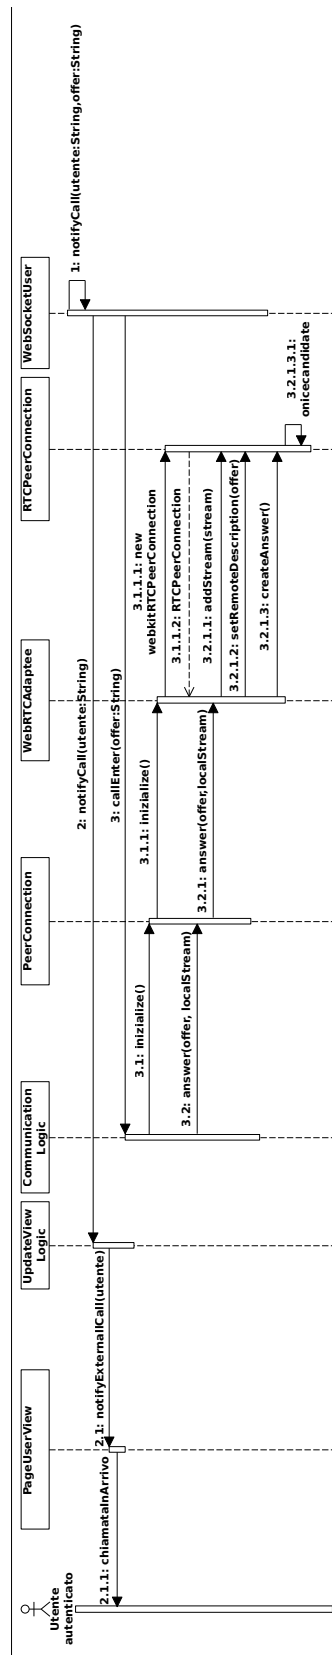 Utente
autenticato
PageUserView
UpdateView
Logic
Communication
Logic
PeerConnection
WebRTCAdaptee
RTCPeerConnection
WebSocketUser
1: notifyCall(utente:String,offer:String)
2: notifyCall(utente:String)
2.1: notifyExternallCall(utente)
2.1.1: chiamataInArrivo
3: callEnter(offer:String)
3.1: inizialize()
3.1.1: inizialize()
3.1.1.1: new
webkitRTCPeerConnection
3.1.1.2: RTCPeerConnection
3.2: answer(offer, localStream)
3.2.1: answer(offer,localStream)
3.2.1.1: addStream(stream)
3.2.1.2: setRemoteDescription(offer)
3.2.1.3: createAnswer()
3.2.1.3.1:
onicecandidate